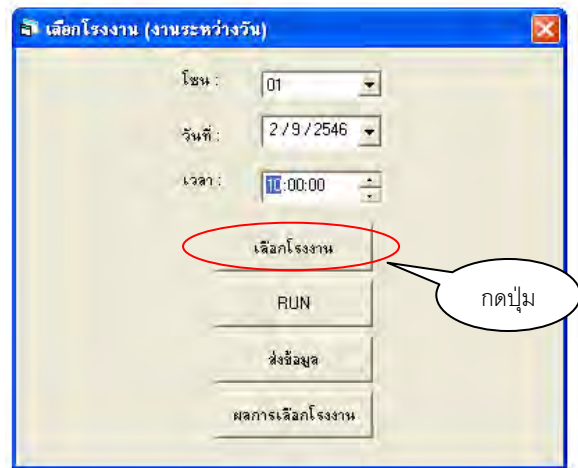 เลือกโรงงาน (งานระหว่างวัน)
โซน : 01
วันที่ : 2/9/2546
เวลา : 10:00:00
เลือกโรงงาน
กดปุ่ม
RUN
ส่งข้อมูล
ผลการเลือกโรงงาน